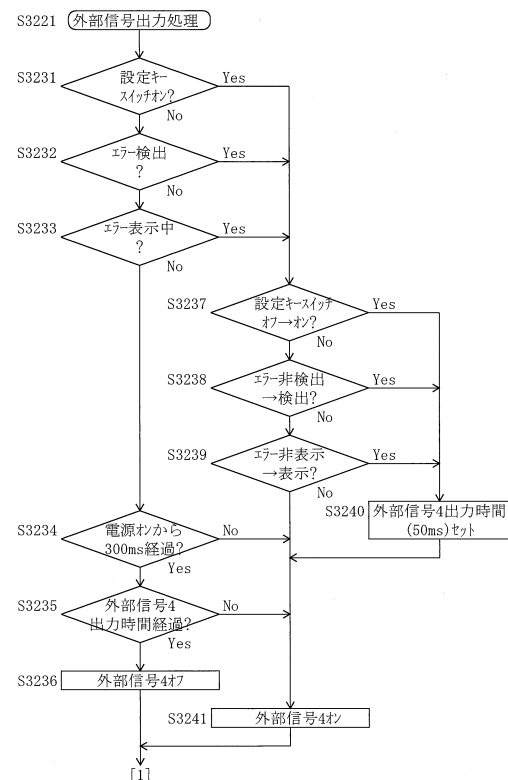 S3221 外部信号出力処理
S3231 設定キー
スイッチオン?
Yes
No
S3232 エラー検出
?
Yes
No
S3233 エラー表示中
?
Yes
No
S3237 設定キースイッチ
オフ→オン?
Yes
No
S3238 エラー非検出
→検出?
Yes
No
S3239 エラー非表示
→表示?
Yes
No
S3240 外部信号4出力時間
(50ms)セット
S3234 電源オンから
300ms経過?
No
Yes
S3235 外部信号4
出力時間経過?
No
Yes
S3236 外部信号4オフ
S3241 外部信号4オン
[1]